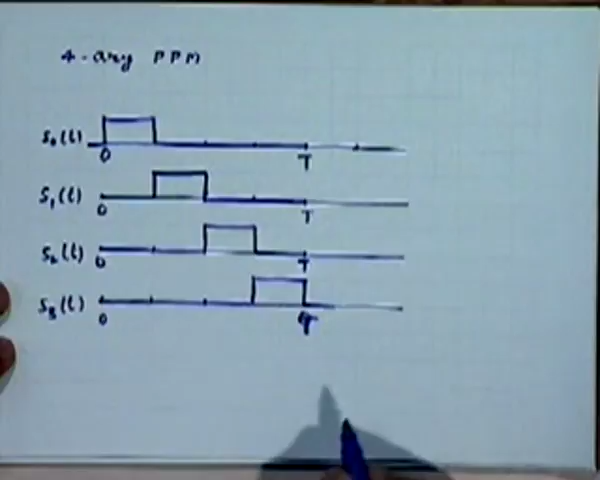 4-ary PPM
S₀(t)
0 T
S₁(t)
0 T
S₂(t)
0 T
S₃(t)
0 T